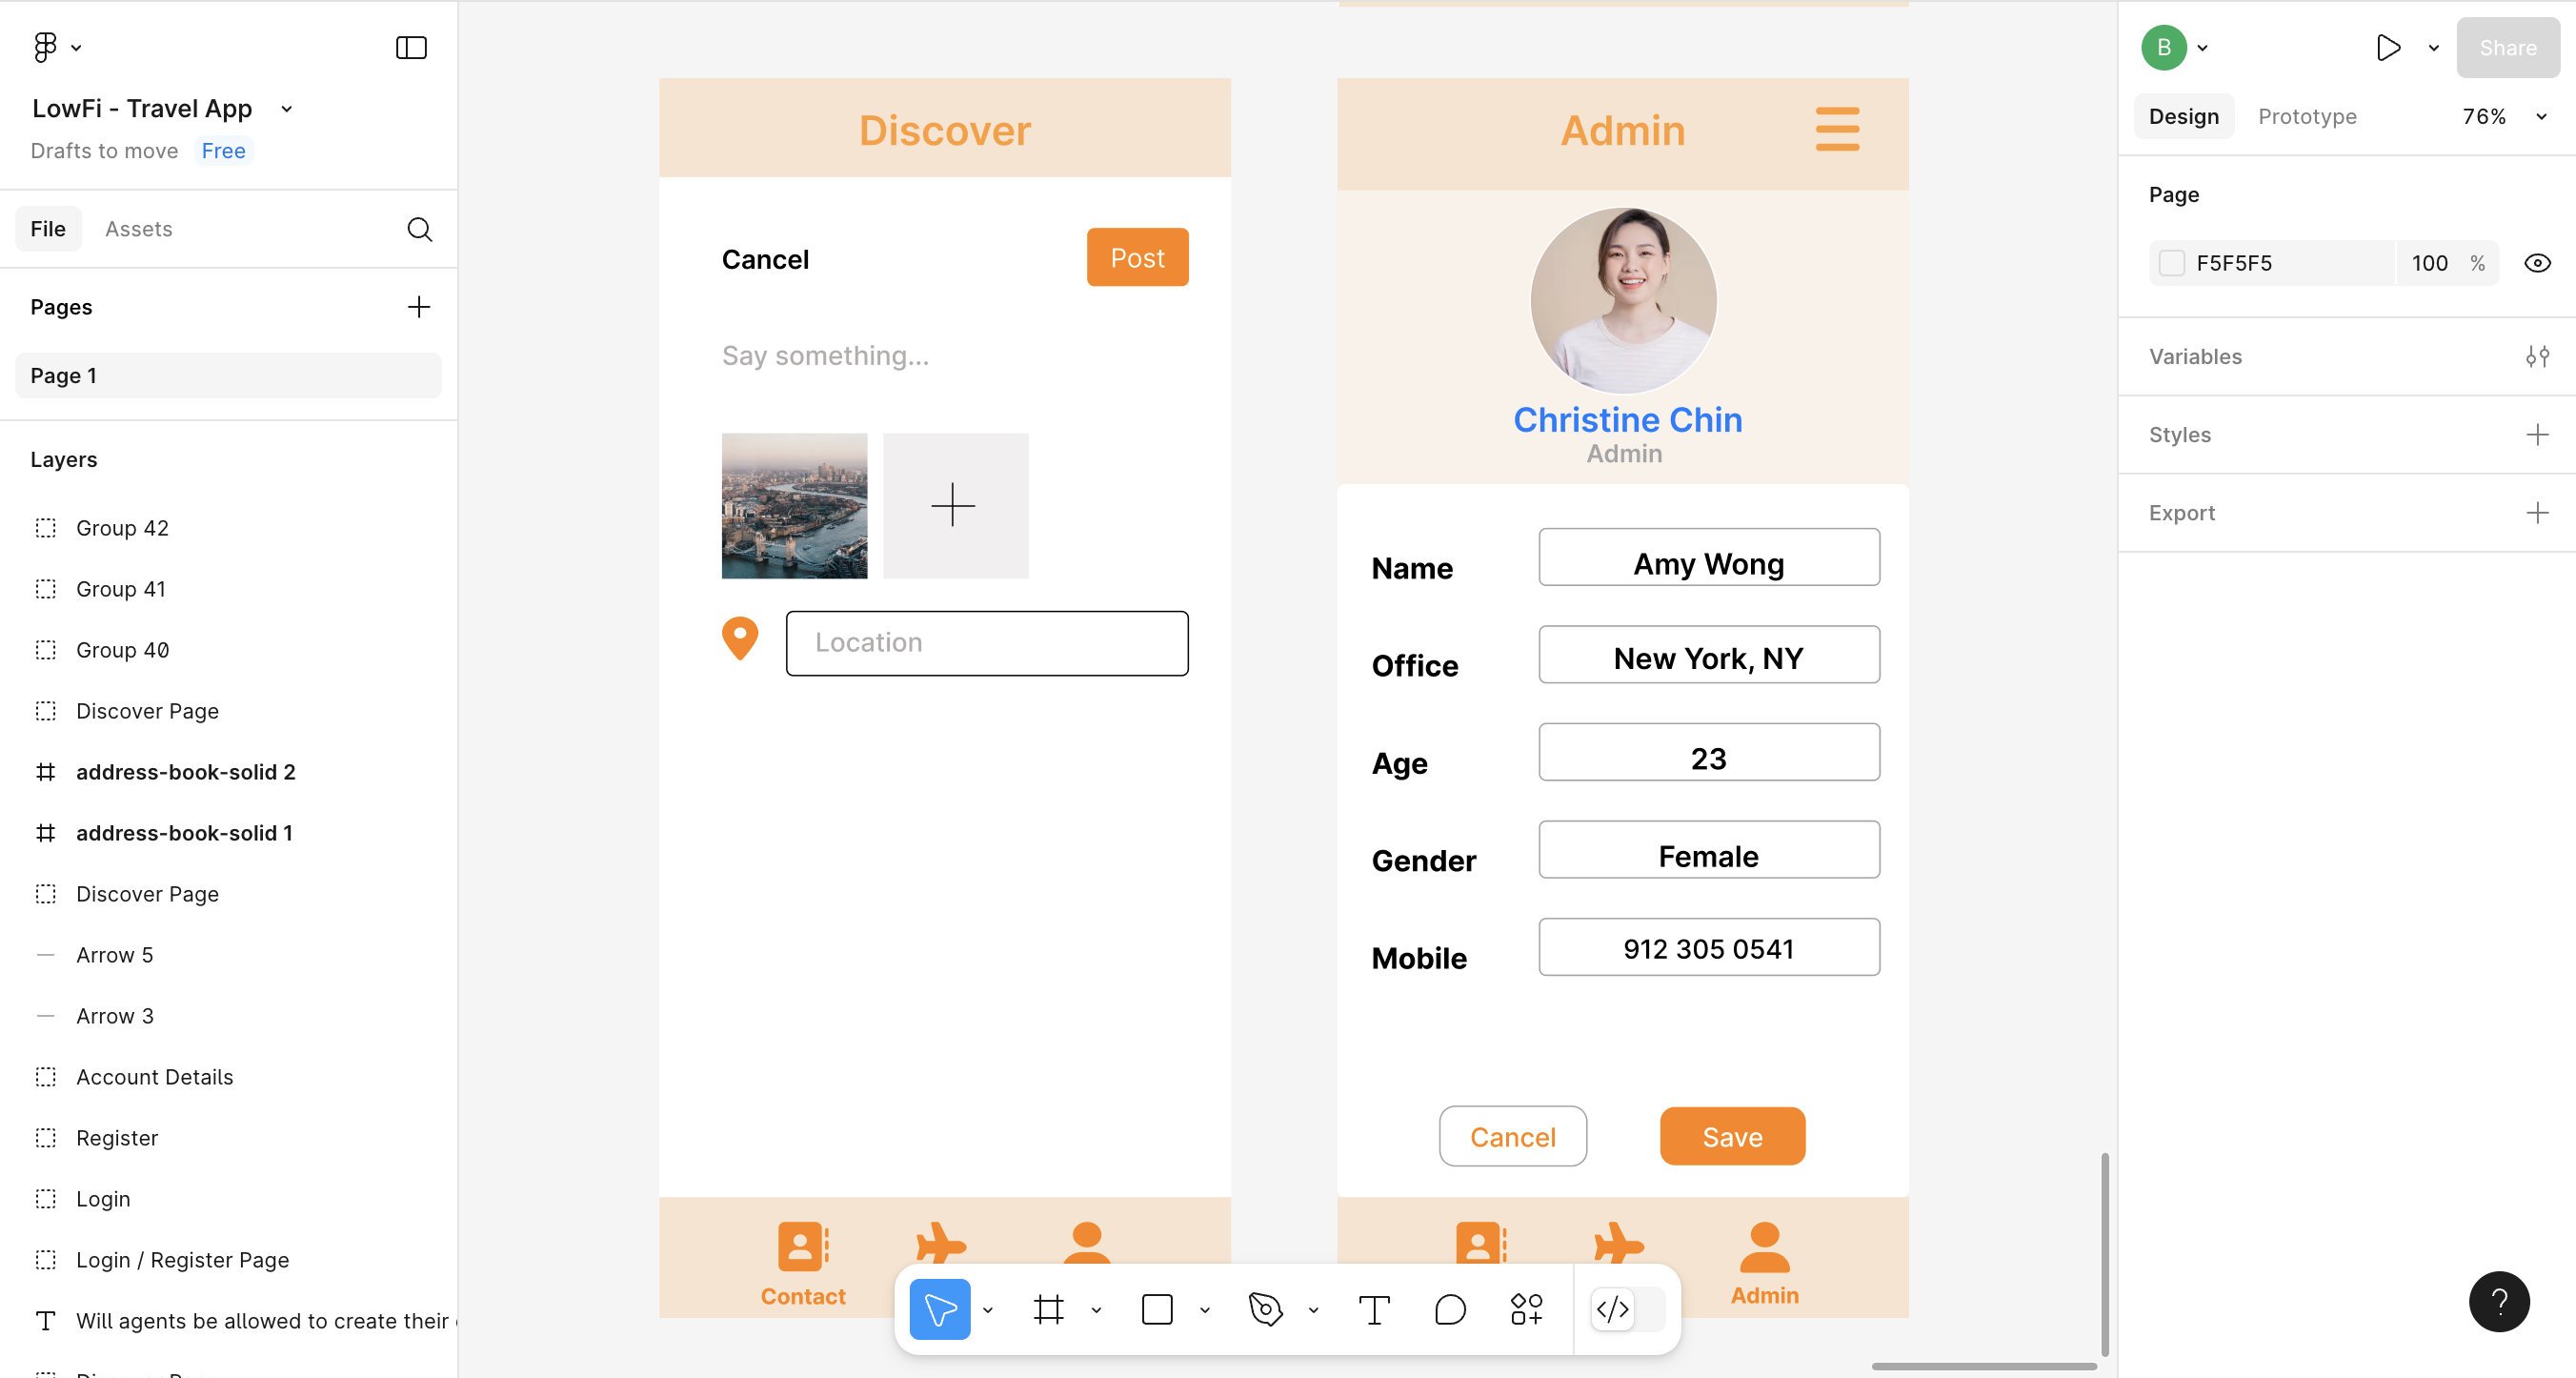 LowFi - Travel App
Drafts to move Free
File Assets
Pages
Page 1
Layers
Group 42
Group 41
Group 40
Discover Page
address-book-solid 2
address-book-solid 1
Discover Page
Arrow 5
Arrow 3
Account Details
Register
Login
Login / Register Page
Will agents be allowed to create their
Discover
Cancel Post
Say something...
Location
Contact
Admin
Christine Chin
Admin
Name Amy Wong
Office New York, NY
Age 23
Gender Female
Mobile 912 305 0541
Cancel Save
Admin
B Share
Design Prototype 76%
Page
F5F5F5 100 %
Variables
Styles
Export
?